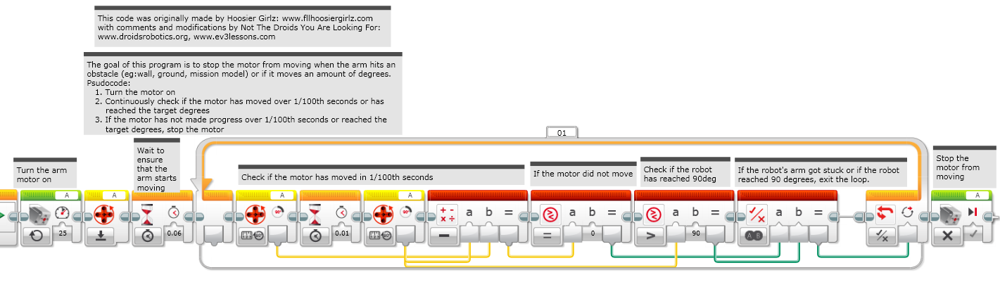 This code was originally made by Hoosier Girlz: www.fllhoosiergirlz.com
with comments and modifications by Not The Droids You Are Looking For:
www.droidsrobotics.org, www.ev3lessons.com
The goal of this program is to stop the motor from moving when the arm hits an
obstacle (eg:wall, ground, mission model) or if it moves an amount of degrees.
Psudocode:
1. Turn the motor on
2. Continuously check if the motor has moved over 1/100th seconds or has
reached the target degrees
3. If the motor has not made progress over 1/100th seconds or reached the
target degrees, stop the motor
01
Turn the arm
motor on
Wait to
ensure
that the
arm starts
moving
Check if the motor has moved in 1/100th seconds
If the motor did not move
Check if the robot
has reached 90deg
If the robot's arm got stuck or if the robot
reached 90 degrees, exit the loop.
Stop the
motor from
moving
A A A A A
90° 90° a b = a b = a b = a b =
25 0.06 0.01 0 90 A B